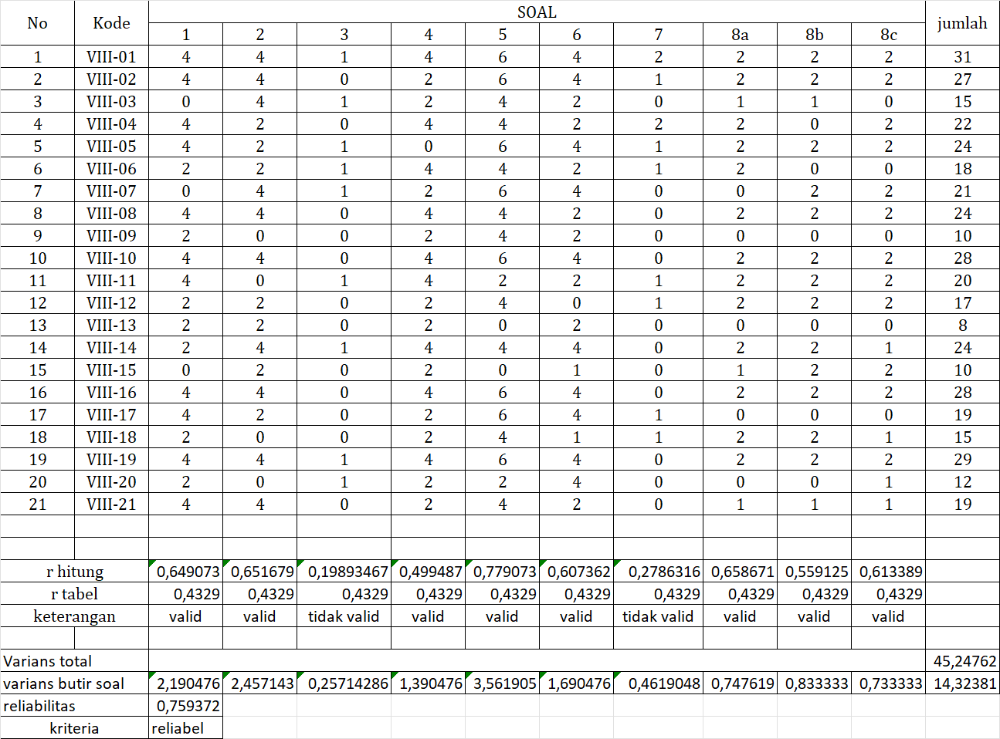 No Kode SOAL jumlah
1 2 3 4 5 6 7 8a 8b 8c
1 VIII-01 4 4 1 4 6 4 2 2 2 2 31
2 VIII-02 4 4 0 2 6 4 1 2 2 2 27
3 VIII-03 0 4 1 2 4 2 0 1 1 0 15
4 VIII-04 4 2 0 4 4 2 2 2 0 2 22
5 VIII-05 4 2 1 0 6 4 1 2 2 2 24
6 VIII-06 2 2 1 4 4 2 1 2 0 0 18
7 VIII-07 0 4 1 2 6 4 0 0 2 2 21
8 VIII-08 4 4 0 4 4 2 0 2 2 2 24
9 VIII-09 2 0 0 2 4 2 0 0 0 0 10
10 VIII-10 4 4 0 4 6 4 0 2 2 2 28
11 VIII-11 4 0 1 4 2 2 1 2 2 2 20
12 VIII-12 2 2 0 2 4 0 1 2 2 2 17
13 VIII-13 2 2 0 2 0 2 0 0 0 0 8
14 VIII-14 2 4 1 4 4 4 0 2 2 1 24
15 VIII-15 0 2 0 2 0 1 0 1 2 2 10
16 VIII-16 4 4 0 4 6 4 0 2 2 2 28
17 VIII-17 4 2 0 2 6 4 1 0 0 0 19
18 VIII-18 2 0 0 2 4 1 1 2 2 1 15
19 VIII-19 4 4 1 4 6 4 0 2 2 2 29
20 VIII-20 2 0 1 2 2 4 0 0 0 1 12
21 VIII-21 4 4 0 2 4 2 0 1 1 1 19
r hitung 0,649073 0,651679 0,19893467 0,499487 0,779073 0,607362 0,2786316 0,658671 0,559125 0,613389
r tabel 0,4329 0,4329 0,4329 0,4329 0,4329 0,4329 0,4329 0,4329 0,4329 0,4329
keterangan valid valid tidak valid valid valid valid tidak valid valid valid valid
Varians total 45,24762
varians butir soal 2,190476 2,457143 0,25714286 1,390476 3,561905 1,690476 0,4619048 0,747619 0,833333 0,733333 14,32381
reliabilitas 0,759372
kriteria reliabel